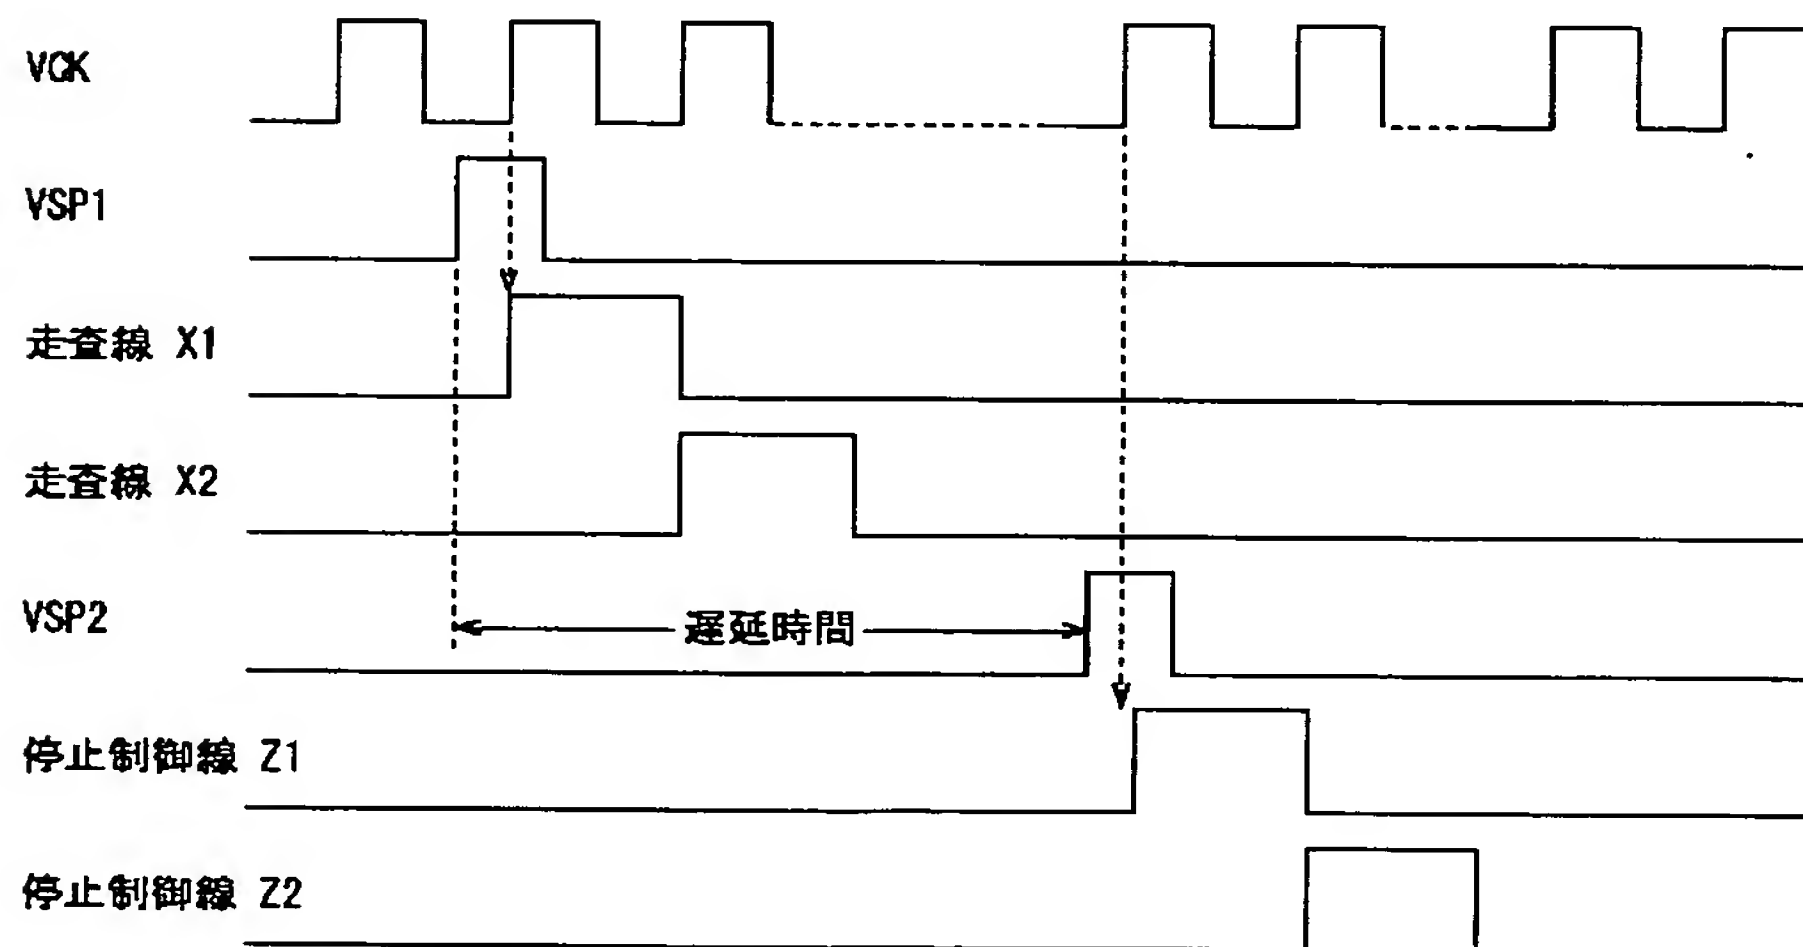 VCK
VSP1
走査線 X1
走査線 X2
VSP2
遅延時間
停止制御線 Z1
停止制御線 Z2